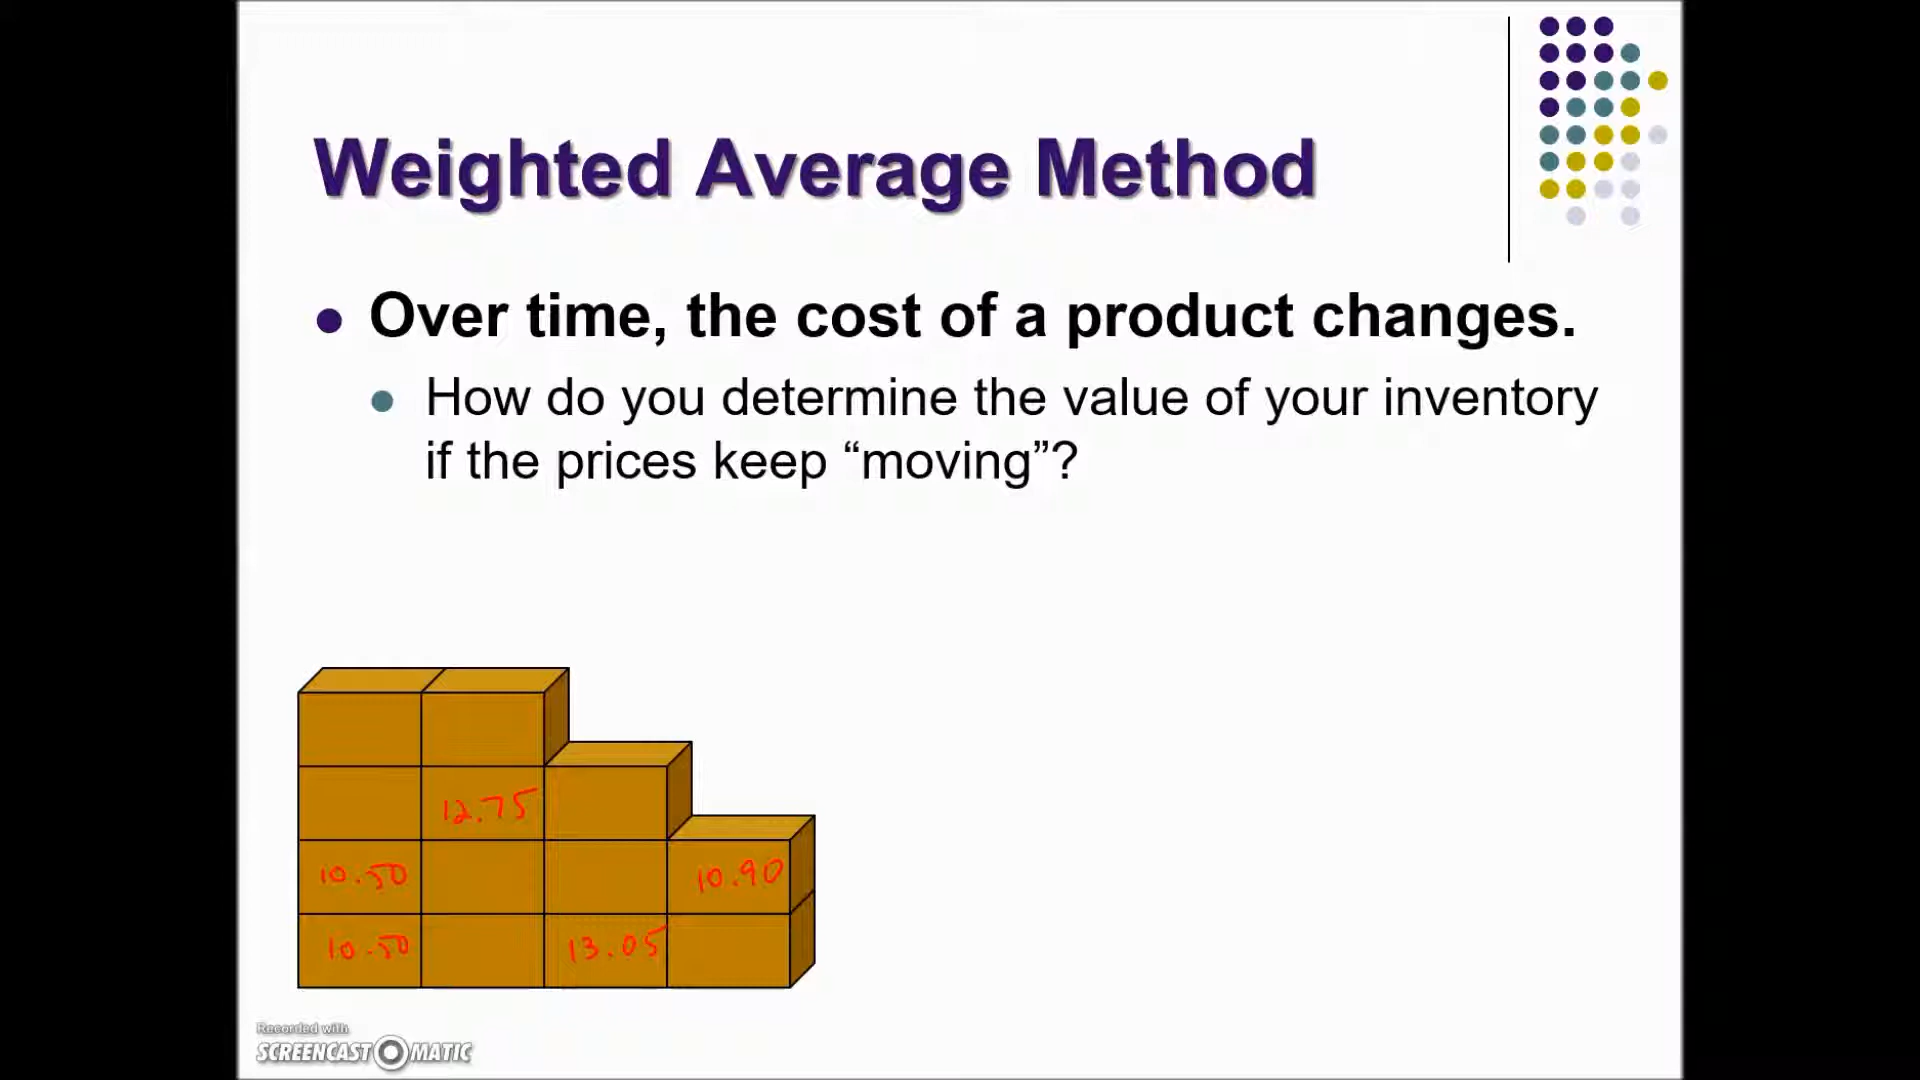 Weighted Average Method
Over time, the cost of a product changes.
How do you determine the value of your inventory
if the prices keep “moving”?
12.75
10.50
10.90
10.50
13.05
Recorded with
SCREENCAST MATIC